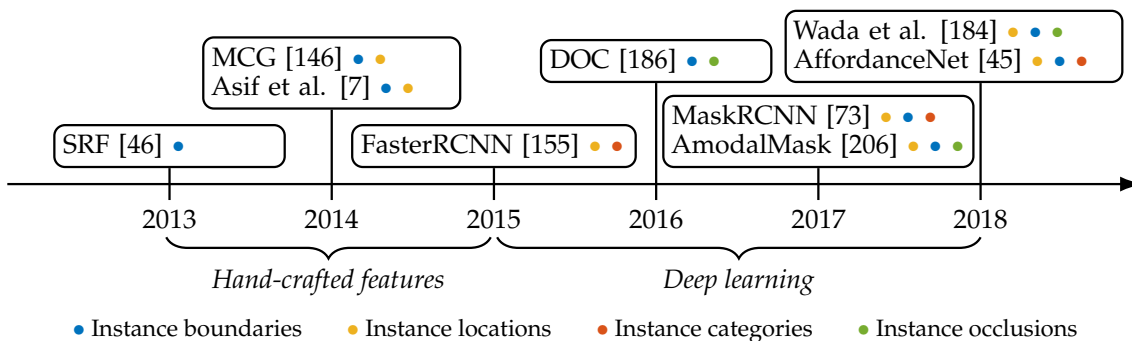 Wada et al. [184]
AffordanceNet [45]
MCG [146]
Asif et al. [7]
DOC [186]
MaskRCNN [73]
AmodalMask [206]
SRF [46]
FasterRCNN [155]
2013 2014 2015 2016 2017 2018
Hand-crafted features Deep learning
Instance boundaries Instance locations Instance categories Instance occlusions